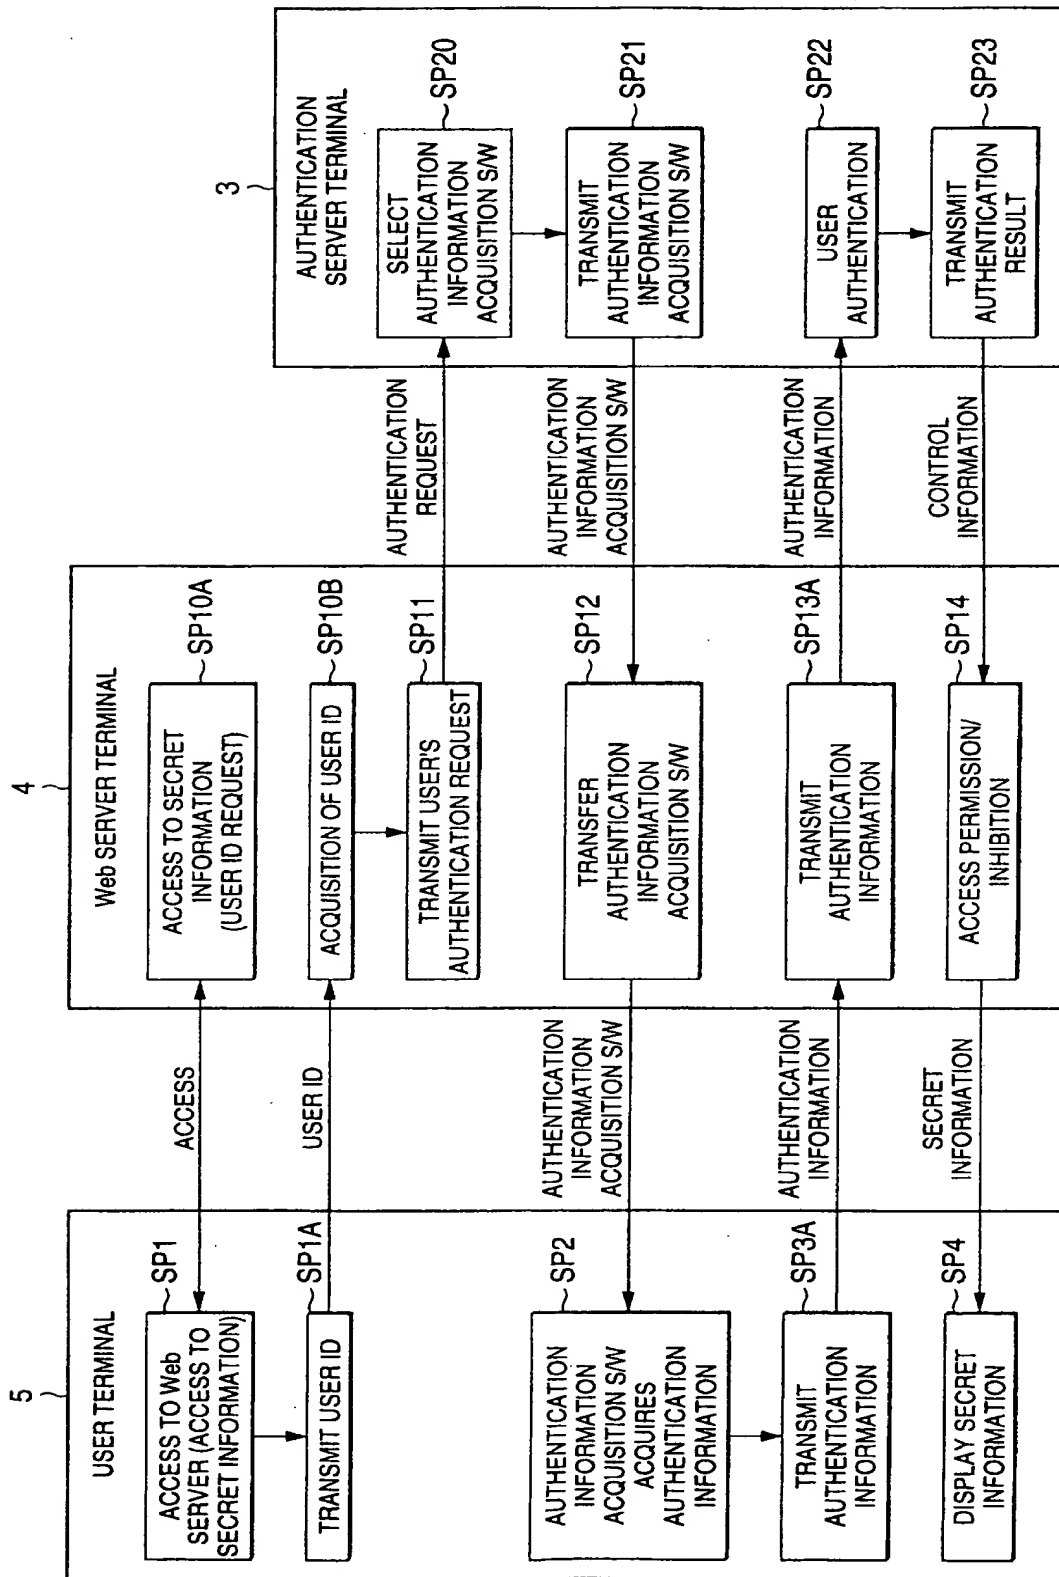 5
USER TERMINAL
SP1
ACCESS TO Web
SERVER (ACCESS TO
SECRET INFORMATION)
SP1A
TRANSMIT USER ID
SP2
AUTHENTICATION
INFORMATION
ACQUISITION S/W
ACQUIRES
AUTHENTICATION
INFORMATION
SP3A
TRANSMIT
AUTHENTICATION
INFORMATION
SP4
DISPLAY SECRET
INFORMATION
ACCESS
USER ID
AUTHENTICATION
INFORMATION
ACQUISITION S/W
AUTHENTICATION
INFORMATION
SECRET
INFORMATION
4
Web SERVER TERMINAL
SP10A
ACCESS TO SECRET
INFORMATION
(USER ID REQUEST)
SP10B
ACQUISITION OF USER ID
SP11
TRANSMIT USER'S
AUTHENTICATION REQUEST
SP12
TRANSFER
AUTHENTICATION
INFORMATION
ACQUISITION S/W
SP13A
TRANSMIT
AUTHENTICATION
INFORMATION
SP14
ACCESS PERMISSION/
INHIBITION
AUTHENTICATION
REQUEST
AUTHENTICATION
INFORMATION
ACQUISITION S/W
AUTHENTICATION
INFORMATION
CONTROL
INFORMATION
3
AUTHENTICATION
SERVER TERMINAL
SP20
SELECT
AUTHENTICATION
INFORMATION
ACQUISITION S/W
SP21
TRANSMIT
AUTHENTICATION
INFORMATION
ACQUISITION S/W
SP22
USER
AUTHENTICATION
SP23
TRANSMIT
AUTHENTICATION
RESULT